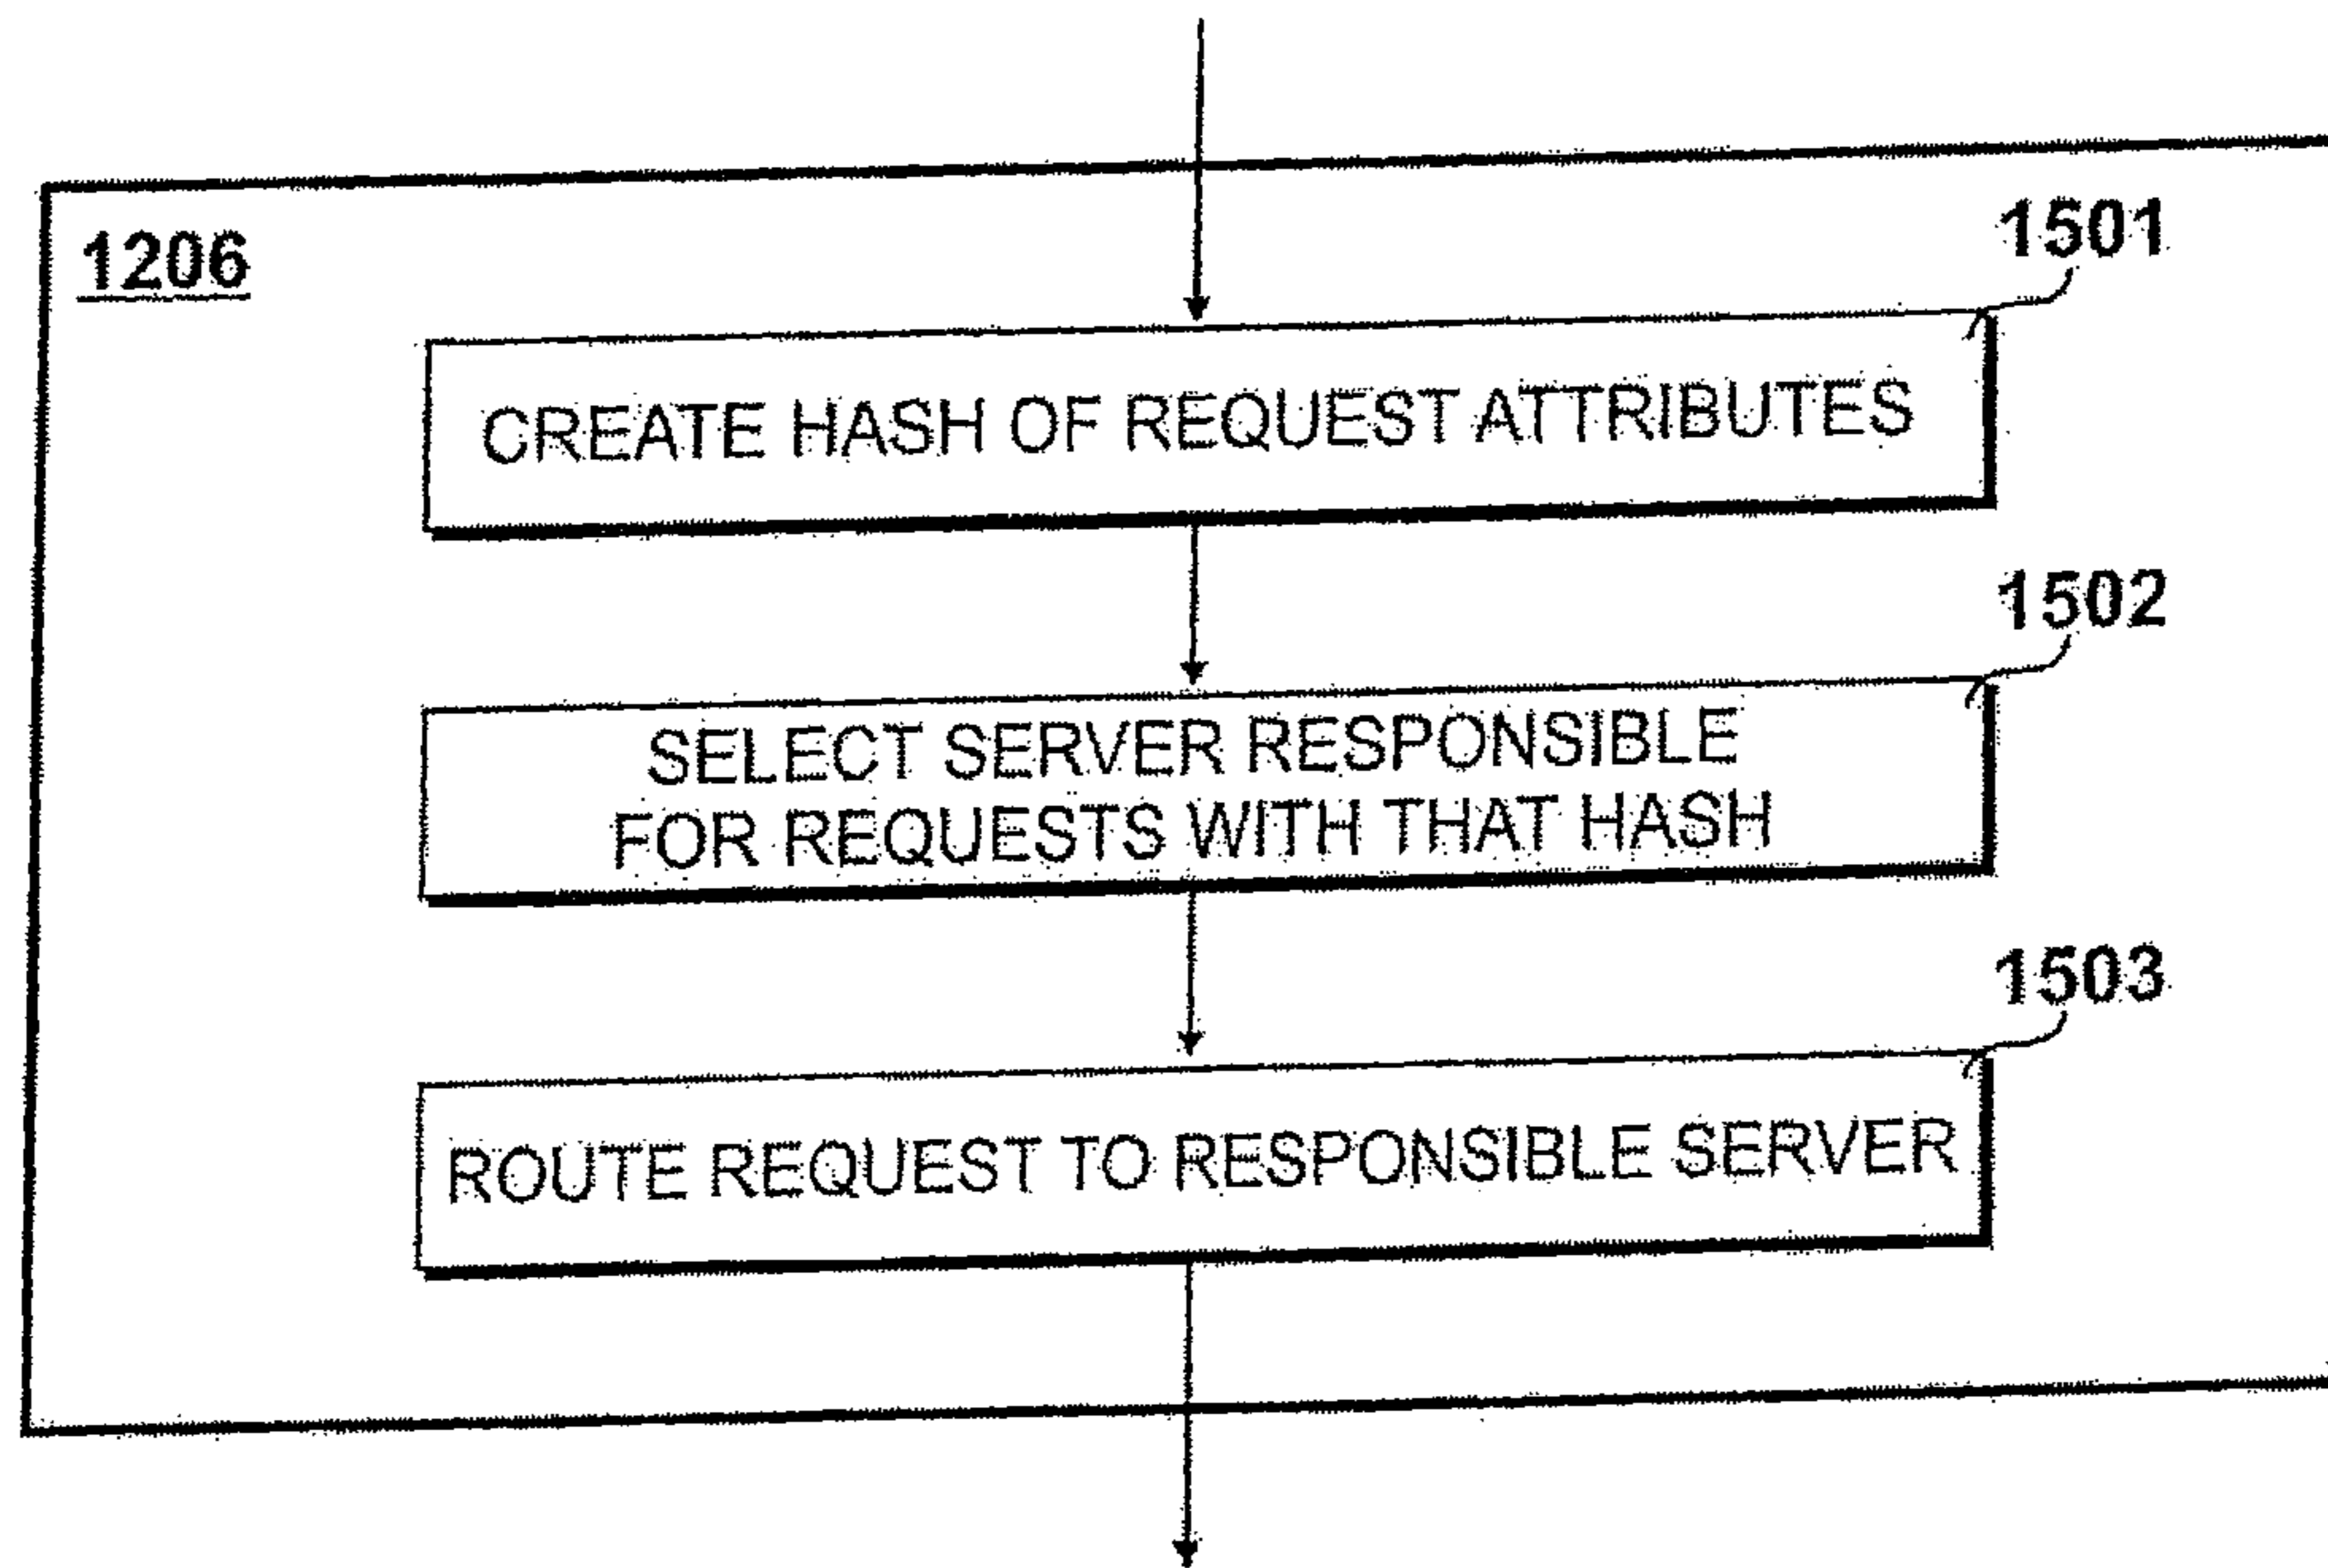 1206
1501
CREATE HASH OF REQUEST ATTRIBUTES
1502
SELECT SERVER RESPONSIBLE
FOR REQUESTS WITH THAT HASH
1503
ROUTE REQUEST TO RESPONSIBLE SERVER